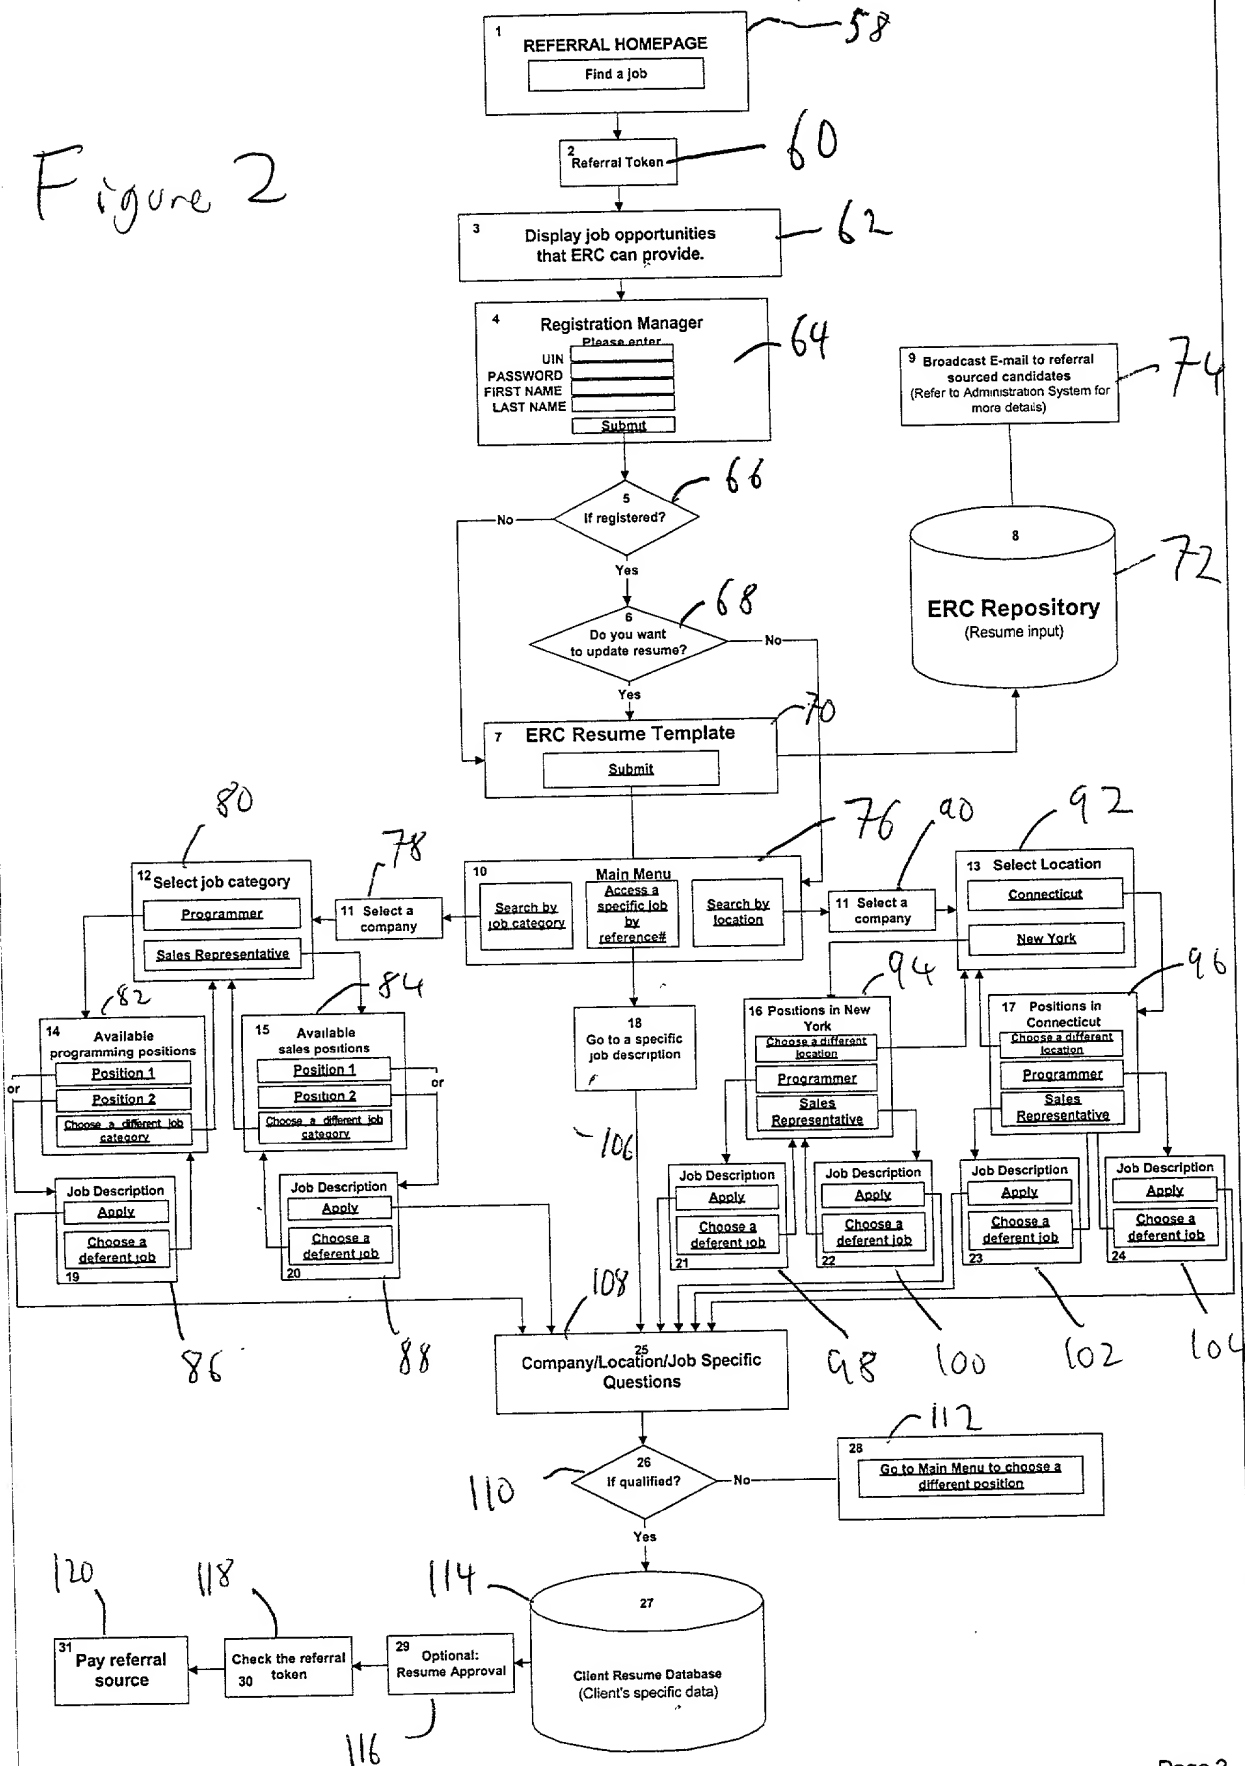 Figure 2
1
REFERRAL HOMEPAGE
Find a job
58
2
Referral Token
60
3
Display job opportunities
that ERC can provide.
62
4
Registration Manager
Please enter
UIN
PASSWORD
FIRST NAME
LAST NAME
Submit
64
9 Broadcast E-mail to referral
sourced candidates
(Refer to Administration System for
more details)
74
5
If registered?
66
No
Yes
8
ERC Repository
(Resume input)
72
6
Do you want
to update resume?
68
No
Yes
7 ERC Resume Template
Submit
70
80
12 Select job category
Programmer
Sales Representative
78
11 Select a
company
76
10
Main Menu
Search by
job category
Access a
specific job
by
reference#
Search by
location
90
11 Select a
company
92
13 Select Location
Connecticut
New York
82
14
Available
programming positions
Position 1
Position 2
Choose a different job
category
or
84
15
Available
sales positions
Position 1
Position 2
Choose a different job
category
or
18
Go to a specific
job description
106
94
16 Positions in New
York
Choose a different
location
Programmer
Sales
Representative
96
17 Positions in
Connecticut
Choose a different
location
Programmer
Sales
Representative
Job Description
Apply
Choose a
deferent job
19
86
Job Description
Apply
Choose a
deferent job
20
88
Job Description
Apply
Choose a
deferent job
21
98
Job Description
Apply
Choose a
deferent job
22
100
Job Description
Apply
Choose a
deferent job
23
102
Job Description
Apply
Choose a
deferent job
24
104
108
25
Company/Location/Job Specific
Questions
26
If qualified?
110
No
Yes
112
28
Go to Main Menu to choose a
different position
114
27
Client Resume Database
(Client's specific data)
29
Optional:
Resume Approval
116
118
Check the referral
30 token
120
31
Pay referral
source